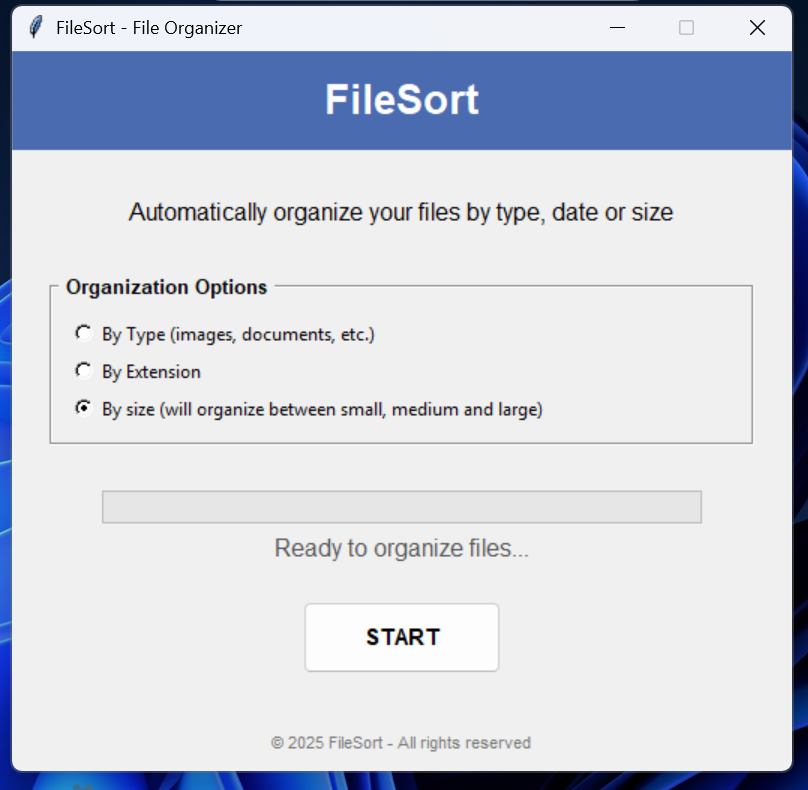 FileSort - File Organizer
FileSort
Automatically organize your files by type, date or size
Organization Options
By Type (images, documents, etc.)
By Extension
By size (will organize between small, medium and large)
Ready to organize files...
START
© 2025 FileSort - All rights reserved